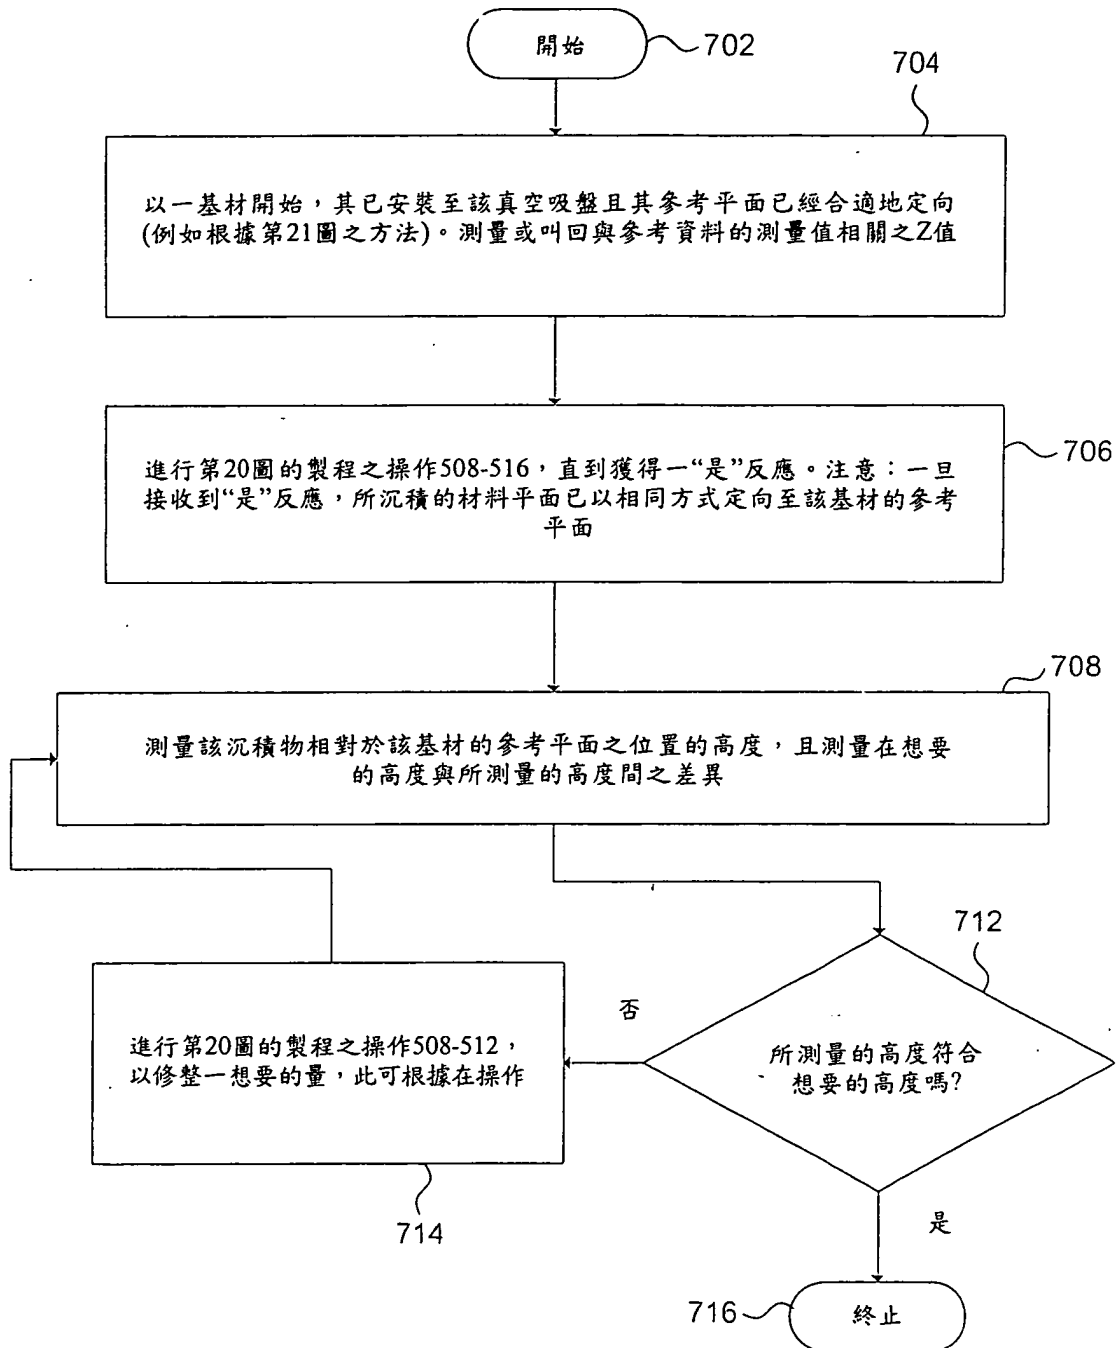 開始
702
704
以一基材開始，其已安裝至該真空吸盤且其參考平面已經合適地定向
(例如根據第21圖之方法)。測量或叫回與參考資料的測量值相關之Z值
進行第20圖的製程之操作508-516，直到獲得一“是”反應。注意：一旦
接收到“是”反應，所沉積的材料平面已以相同方式定向至該基材的參考
平面
706
708
測量該沉積物相對於該基材的參考平面之位置的高度，且測量在想要
的高度與所測量的高度間之差異
712
否
所測量的高度符合
想要的高度嗎?
進行第20圖的製程之操作508-512，
以修整一想要的量，此可根據在操作
714
是
716
終止